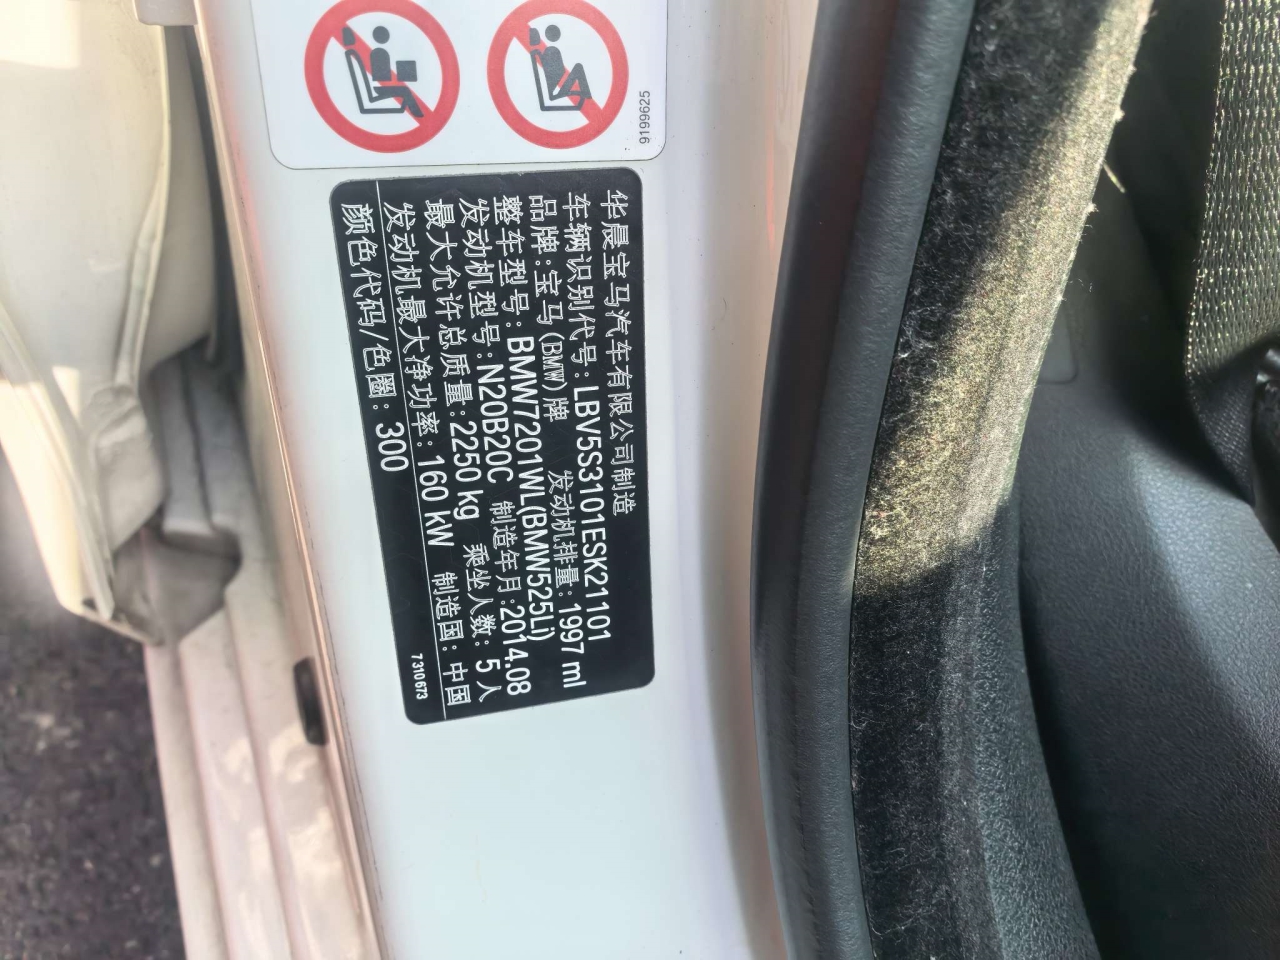 9199625
华晨宝马汽车有限公司制造
车辆识别代号:LBV5S3101ESK21101
品牌:宝马(BMW)牌 发动机排量:1997 ml
整车型号:BMW7201WL(BMW525Li)
发动机型号:N20B20C 制造年月:2014.08
最大允许总质量:2250 kg 乘坐人数:5人
发动机最大净功率:160 kW 制造国:中国
颜色代码/色圈:300 7310673